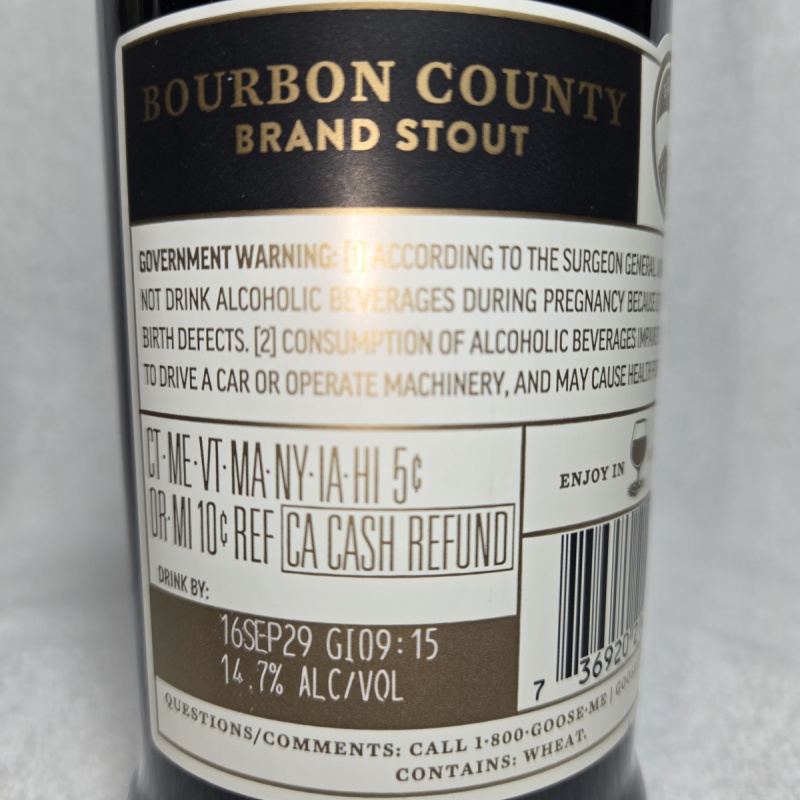 BOURBON COUNTY
BRAND STOUT
GOVERNMENT WARNING: [1] ACCORDING TO THE SURGEON GENERAL,
NOT DRINK ALCOHOLIC BEVERAGES DURING PREGNANCY BECAUSE
BIRTH DEFECTS. [2] CONSUMPTION OF ALCOHOLIC BEVERAGES
TO DRIVE A CAR OR OPERATE MACHINERY, AND MAY CAUSE
CT·ME·VT·MA·NY·IA·HI 5¢
OR·MI 10¢ REF CA CASH REFUND
ENJOY IN
DRINK BY:
16SEP29 GI09:15
14.7% ALC/VOL
7 36920
QUESTIONS/COMMENTS: CALL 1·800·GOOSE·ME |
CONTAINS: WHEAT.